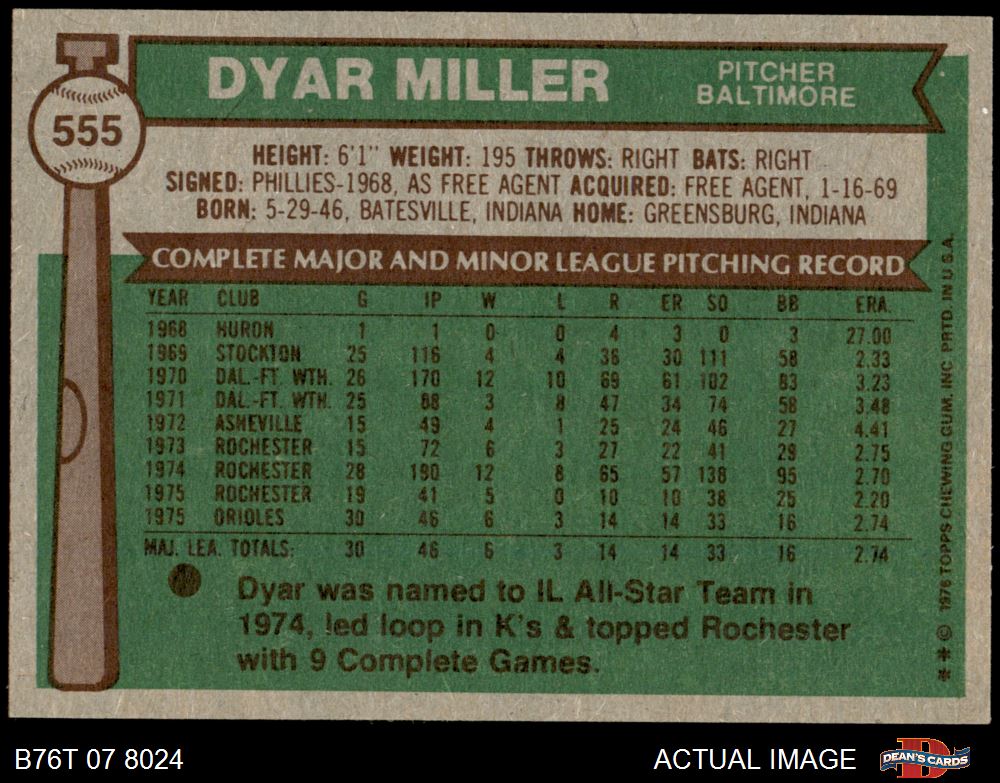 555
DYAR MILLER
PITCHER
BALTIMORE
HEIGHT: 6'1" WEIGHT: 195 THROWS: RIGHT BATS: RIGHT
SIGNED: PHILLIES-1968, AS FREE AGENT ACQUIRED: FREE AGENT, 1-16-69
BORN: 5-29-46, BATESVILLE, INDIANA HOME: GREENSBURG, INDIANA
COMPLETE MAJOR AND MINOR LEAGUE PITCHING RECORD
YEAR CLUB G IP W L R ER SO BB ERA.
1968 HURON 1 1 0 0 4 3 0 3 27.00
1969 STOCKTON 25 116 4 4 36 30 111 58 2.33
1970 DAL.-FT. WTH. 26 170 12 10 69 61 102 83 3.23
1971 DAL.-FT. WTH. 25 88 3 8 47 34 74 58 3.48
1972 ASHEVILLE 15 49 4 1 25 24 46 27 4.41
1973 ROCHESTER 15 72 6 3 27 22 41 29 2.75
1974 ROCHESTER 28 190 12 8 65 57 138 95 2.70
1975 ROCHESTER 19 41 5 0 10 10 38 25 2.20
1975 ORIOLES 30 46 6 3 14 14 33 16 2.74
MAJ. LEA. TOTALS: 30 46 6 3 14 14 33 16 2.74
Dyar was named to IL All-Star Team in
1974, led loop in K's & topped Rochester
with 9 Complete Games.
**© 1976 TOPPS CHEWING GUM, INC. PRTD. IN U.S.A.
B76T 07 8024
ACTUAL IMAGE
D
DEAN'S CARDS